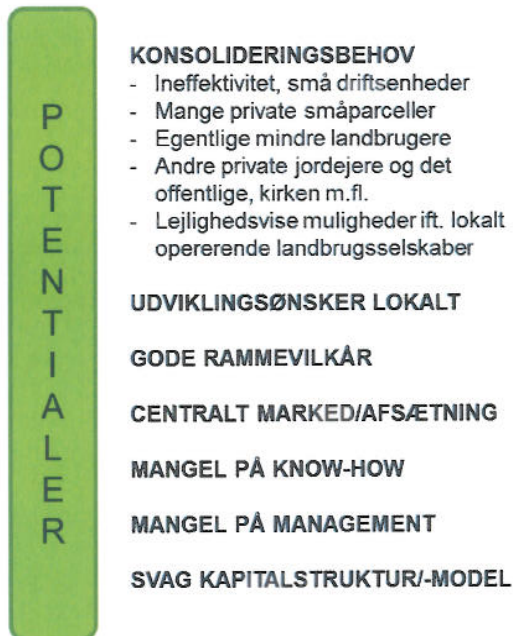 POTENTIALER
KONSOLIDERINGSBEHOV
- Ineffektivitet, små driftsenheder
- Mange private småparceller
- Egentlige mindre landbrugere
- Andre private jordejere og det
offentlige, kirken m.fl.
- Lejlighedsvise muligheder ift. lokalt
opererende landbrugsselskaber
UDVIKLINGSØNSKER LOKALT
GODE RAMMEVILKÅR
CENTRALT MARKED/AFSÆTNING
MANGEL PÅ KNOW-HOW
MANGEL PÅ MANAGEMENT
SVAG KAPITALSTRUKTUR/-MODEL